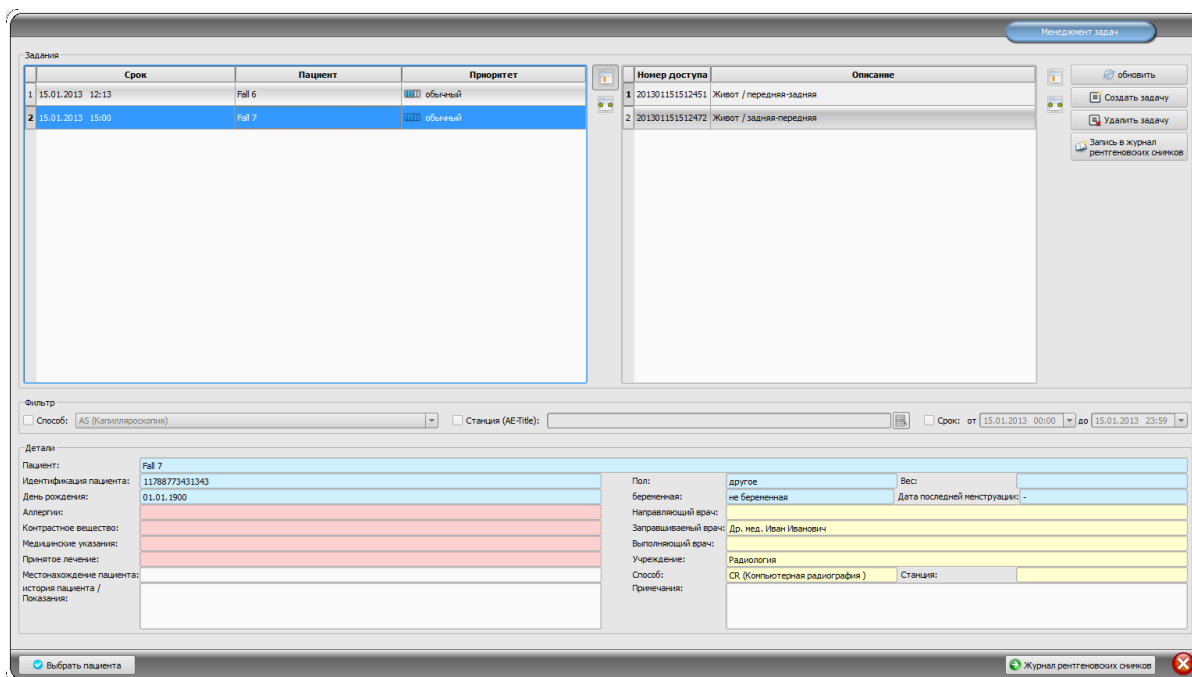 Менеджмент задач
Задания
Срок Пациент Приоритет
1 15.01.2013 12:13 Fall 6 обычный
2 15.01.2013 15:00 Fall 7 обычный
Номер доступа Описание
1 201301151512451 Живот / передняя-задняя
2 201301151512472 Живот / задняя-передняя
обновить
Создать задачу
Удалить задачу
Запись в журнал
рентгеновских снимков
Фильтр
Способ: AS (Капилляроскопия) Станция (AE-Title): Срок: от 15.01.2013 00:00 до 15.01.2013 23:59
Детали
Пациент: Fall 7
Идентификация пациента: 11788773431343 Пол: другое Вес:
День рождения: 01.01.1900 беременная: не беременная Дата последней менструации: -
Аллергии: Направляющий врач:
Контрастное вещество: Заправшиваемый врач: Др. мед. Иван Иванович
Медицинские указания: Выполняющий врач:
Принятое лечение: Учреждение: Радиология
Местонахождение пациента: Способ: CR (Компьютерная радиография ) Станция:
история пациента / Примечания:
Показания:
Выбрать пациента Журнал рентгеновских снимков